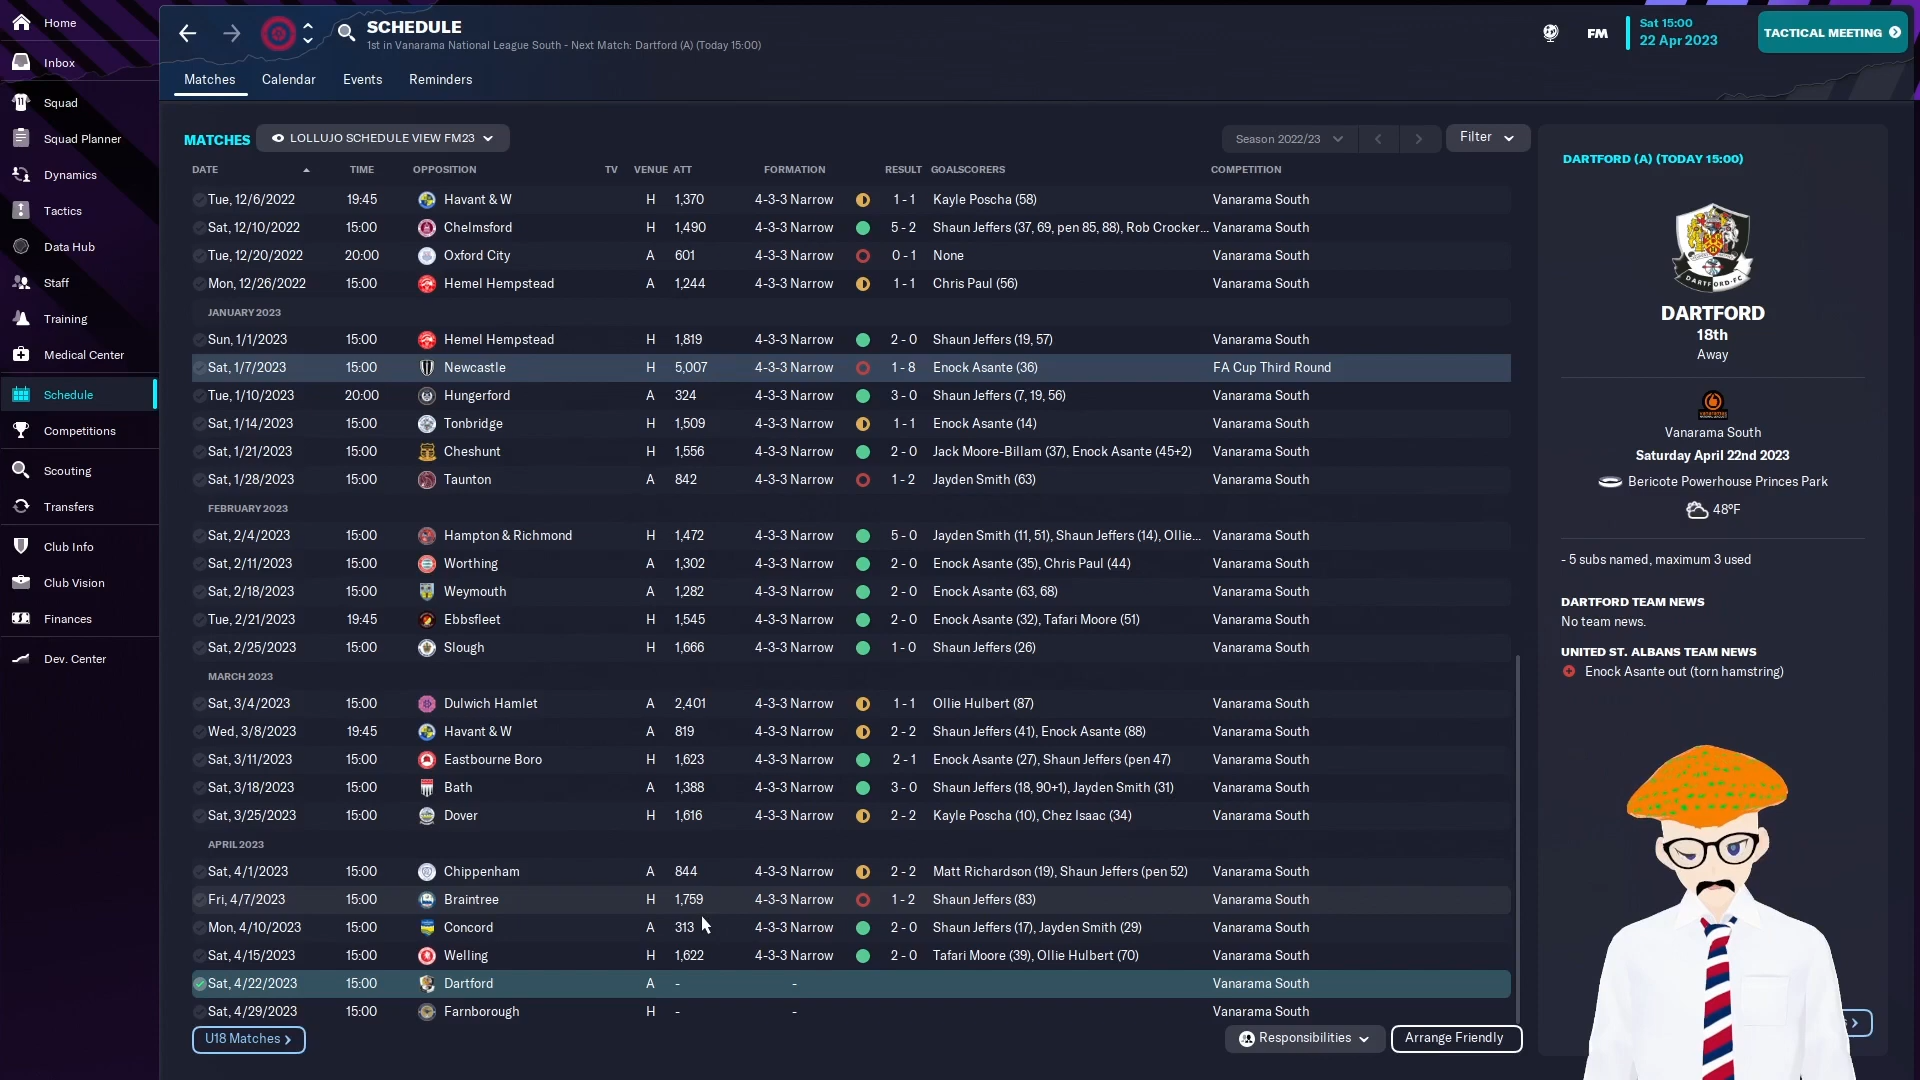 Home
Inbox
Squad
Squad Planner
Dynamics
Tactics
Data Hub
Staff
Training
Medical Center
Schedule
Competitions
Scouting
Transfers
Club Info
Club Vision
Finances
Dev. Center
SCHEDULE
1st in Vanarama National League South - Next Match: Dartford (A) (Today 15:00)
FM
Sat 15:00
22 Apr 2023
TACTICAL MEETING
Matches Calendar Events Reminders
MATCHES LOLLUJO SCHEDULE VIEW FM23 Season 2022/23 Filter
DATE TIME OPPOSITION TV VENUE ATT FORMATION RESULT GOALSCORERS COMPETITION
Tue, 12/6/2022 19:45 Havant & W H 1,370 4-3-3 Narrow 1 - 1 Kayle Poscha (58) Vanarama South
Sat, 12/10/2022 15:00 Chelmsford H 1,490 4-3-3 Narrow 5 - 2 Shaun Jeffers (37, 69, pen 85, 88), Rob Crocker... Vanarama South
Tue, 12/20/2022 20:00 Oxford City A 601 4-3-3 Narrow 0 - 1 None Vanarama South
Mon, 12/26/2022 15:00 Hemel Hempstead A 1,244 4-3-3 Narrow 1 - 1 Chris Paul (56) Vanarama South
JANUARY 2023
Sun, 1/1/2023 15:00 Hemel Hempstead H 1,819 4-3-3 Narrow 2 - 0 Shaun Jeffers (19, 57) Vanarama South
Sat, 1/7/2023 15:00 Newcastle H 5,007 4-3-3 Narrow 1 - 8 Enock Asante (36) FA Cup Third Round
Tue, 1/10/2023 20:00 Hungerford A 324 4-3-3 Narrow 3 - 0 Shaun Jeffers (7, 19, 56) Vanarama South
Sat, 1/14/2023 15:00 Tonbridge H 1,509 4-3-3 Narrow 1 - 1 Enock Asante (14) Vanarama South
Sat, 1/21/2023 15:00 Cheshunt H 1,556 4-3-3 Narrow 2 - 0 Jack Moore-Billam (37), Enock Asante (45+2) Vanarama South
Sat, 1/28/2023 15:00 Taunton A 842 4-3-3 Narrow 1 - 2 Jayden Smith (63) Vanarama South
FEBRUARY 2023
Sat, 2/4/2023 15:00 Hampton & Richmond H 1,472 4-3-3 Narrow 5 - 0 Jayden Smith (11, 51), Shaun Jeffers (14), Ollie... Vanarama South
Sat, 2/11/2023 15:00 Worthing A 1,302 4-3-3 Narrow 2 - 0 Enock Asante (35), Chris Paul (44) Vanarama South
Sat, 2/18/2023 15:00 Weymouth A 1,282 4-3-3 Narrow 2 - 0 Enock Asante (63, 68) Vanarama South
Tue, 2/21/2023 19:45 Ebbsfleet H 1,545 4-3-3 Narrow 2 - 0 Enock Asante (32), Tafari Moore (51) Vanarama South
Sat, 2/25/2023 15:00 Slough H 1,666 4-3-3 Narrow 1 - 0 Shaun Jeffers (26) Vanarama South
MARCH 2023
Sat, 3/4/2023 15:00 Dulwich Hamlet A 2,401 4-3-3 Narrow 1 - 1 Ollie Hulbert (87) Vanarama South
Wed, 3/8/2023 19:45 Havant & W A 819 4-3-3 Narrow 2 - 2 Shaun Jeffers (41), Enock Asante (88) Vanarama South
Sat, 3/11/2023 15:00 Eastbourne Boro H 1,623 4-3-3 Narrow 2 - 1 Enock Asante (27), Shaun Jeffers (pen 47) Vanarama South
Sat, 3/18/2023 15:00 Bath A 1,388 4-3-3 Narrow 3 - 0 Shaun Jeffers (18, 90+1), Jayden Smith (31) Vanarama South
Sat, 3/25/2023 15:00 Dover H 1,616 4-3-3 Narrow 2 - 2 Kayle Poscha (10), Chez Isaac (34) Vanarama South
APRIL 2023
Sat, 4/1/2023 15:00 Chippenham A 844 4-3-3 Narrow 2 - 2 Matt Richardson (19), Shaun Jeffers (pen 52) Vanarama South
Fri, 4/7/2023 15:00 Braintree H 1,759 4-3-3 Narrow 1 - 2 Shaun Jeffers (83) Vanarama South
Mon, 4/10/2023 15:00 Concord A 313 4-3-3 Narrow 2 - 0 Shaun Jeffers (17), Jayden Smith (29) Vanarama South
Sat, 4/15/2023 15:00 Welling H 1,622 4-3-3 Narrow 2 - 0 Tafari Moore (39), Ollie Hulbert (70) Vanarama South
Sat, 4/22/2023 15:00 Dartford A - - Vanarama South
Sat, 4/29/2023 15:00 Farnborough H - - Vanarama South
U18 Matches Responsibilities Arrange Friendly
DARTFORD (A) (TODAY 15:00)
DARTFORD FC
DARTFORD
18th
Away
Vanarama South
Saturday April 22nd 2023
Bericote Powerhouse Princes Park
48°F
- 5 subs named, maximum 3 used
DARTFORD TEAM NEWS
No team news.
UNITED ST. ALBANS TEAM NEWS
Enock Asante out (torn hamstring)